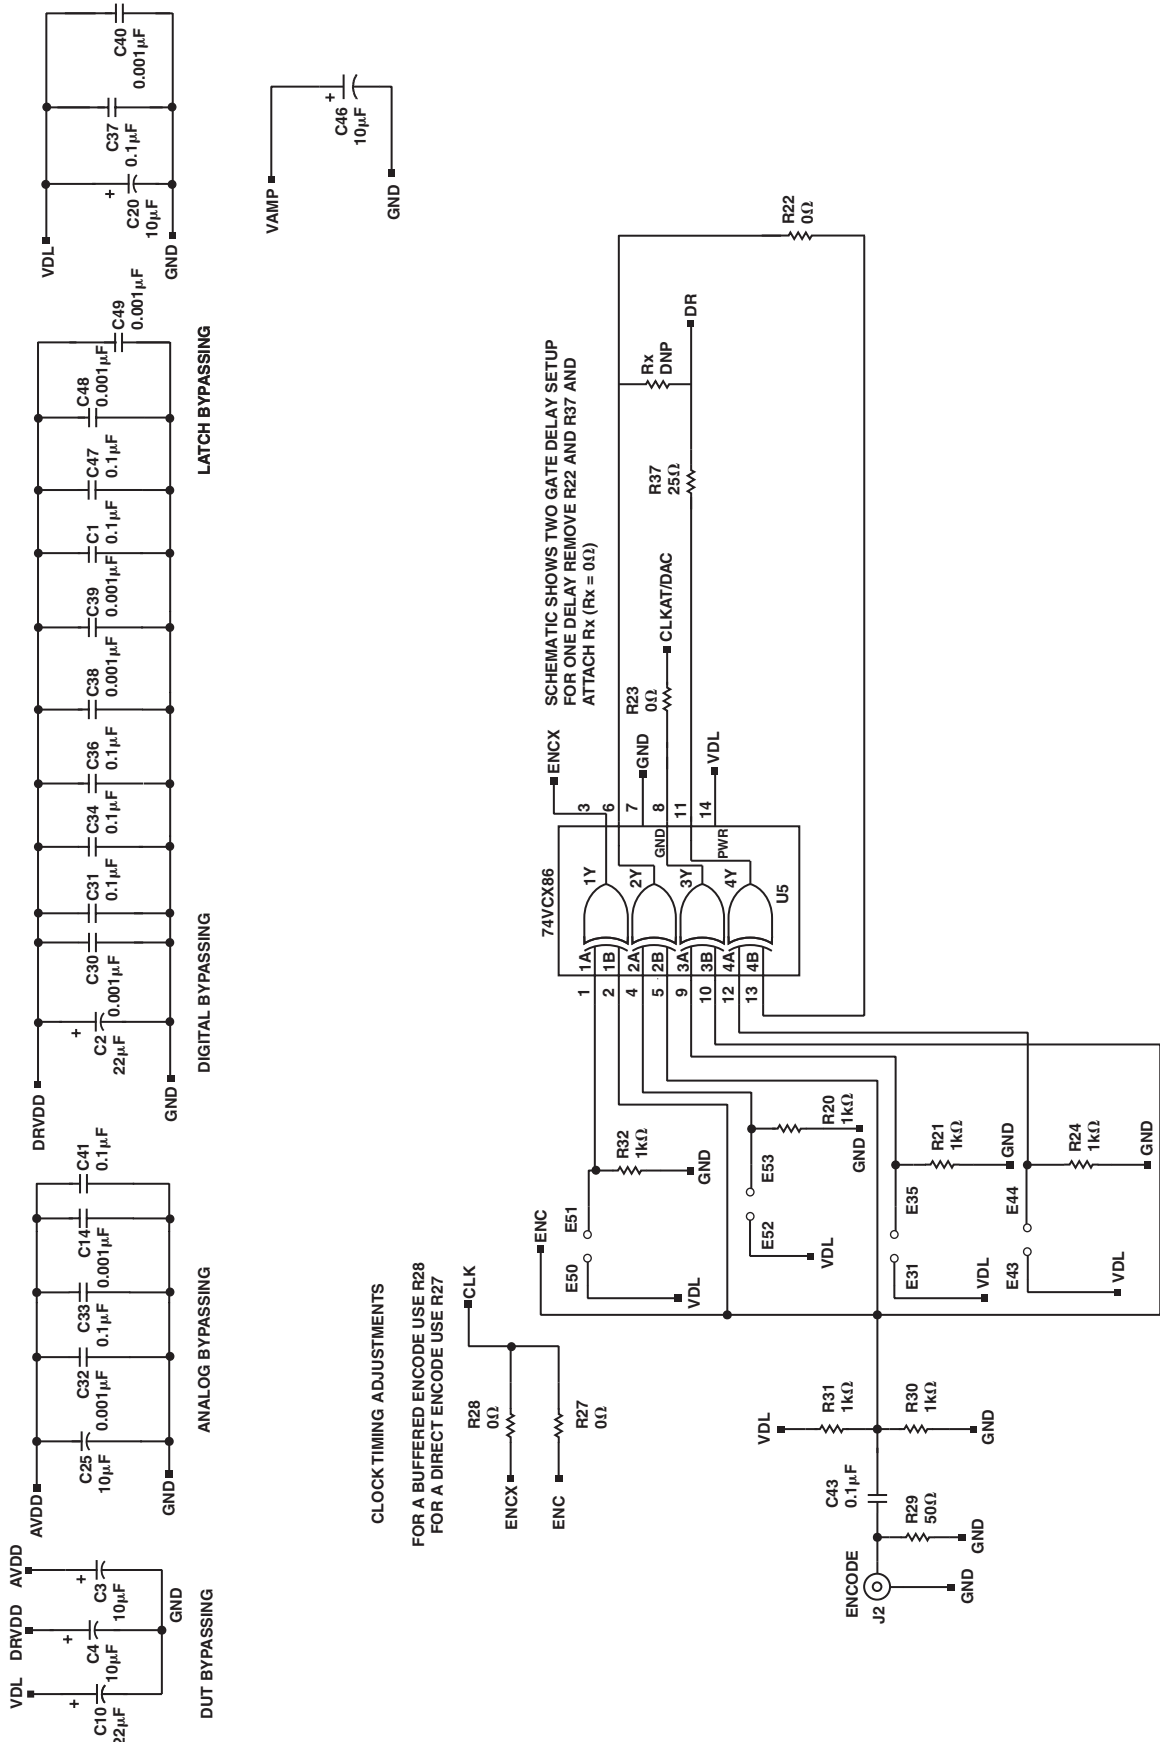 VDL
C10
22µF
DRVDD
C4
10µF
AVDD
C3
10µF
GND
DUT BYPASSING
AVDD
C25
10µF
C32
0.001µF
C33
0.1µF
C14
0.001µF
C41
0.1µF
GND
ANALOG BYPASSING
DRVDD
C2
22µF
C30
0.001µF
C31
0.1µF
C34
0.1µF
C36
0.1µF
C38
0.001µF
C39
0.001µF
C1
0.1µF
C47
0.1µF
C48
0.001µF
C49
0.001µF
GND
DIGITAL BYPASSING
LATCH BYPASSING
VDL
C20
10µF
C37
0.1µF
C40
0.001µF
GND
VAMP
C46
10µF
GND
CLOCK TIMING ADJUSTMENTS
FOR A BUFFERED ENCODE USE R28
FOR A DIRECT ENCODE USE R27
CLK
R28
0Ω
R27
0Ω
ENCX
ENC
ENC
E50
E51
VDL
R32
1kΩ
GND
E52
E53
VDL
R20
1kΩ
GND
E31
E35
VDL
R21
1kΩ
GND
E43
E44
VDL
R24
1kΩ
GND
ENCODE
J2
GND
R29
50Ω
GND
C43
0.1µF
VDL
R31
1kΩ
R30
1kΩ
GND
74VCX86
U5
1
2
4
5
9
10
12
13
1A
1B
2A
2B
3A
3B
4A
4B
1Y
2Y
3Y
4Y
GND
PWR
3
6
7
8
11
14
ENCX
GND
VDL
R23
0Ω
CLKAT/DAC
SCHEMATIC SHOWS TWO GATE DELAY SETUP
FOR ONE DELAY REMOVE R22 AND R37 AND
ATTACH Rx (Rx = 0Ω)
R37
25Ω
Rx
DNP
DR
R22
0Ω